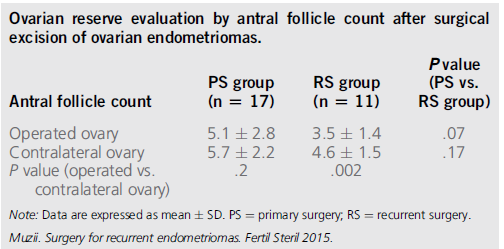 Ovarian reserve evaluation by antral follicle count after surgical
excision of ovarian endometriomas.
P value
PS group RS group (PS vs.
Antral follicle count (n = 17) (n = 11) RS group)
Operated ovary 5.1 ± 2.8 3.5 ± 1.4 .07
Contralateral ovary 5.7 ± 2.2 4.6 ± 1.5 .17
P value (operated vs. .2 .002
contralateral ovary)
Note: Data are expressed as mean ± SD. PS = primary surgery; RS = recurrent surgery.
Muzii. Surgery for recurrent endometriomas. Fertil Steril 2015.